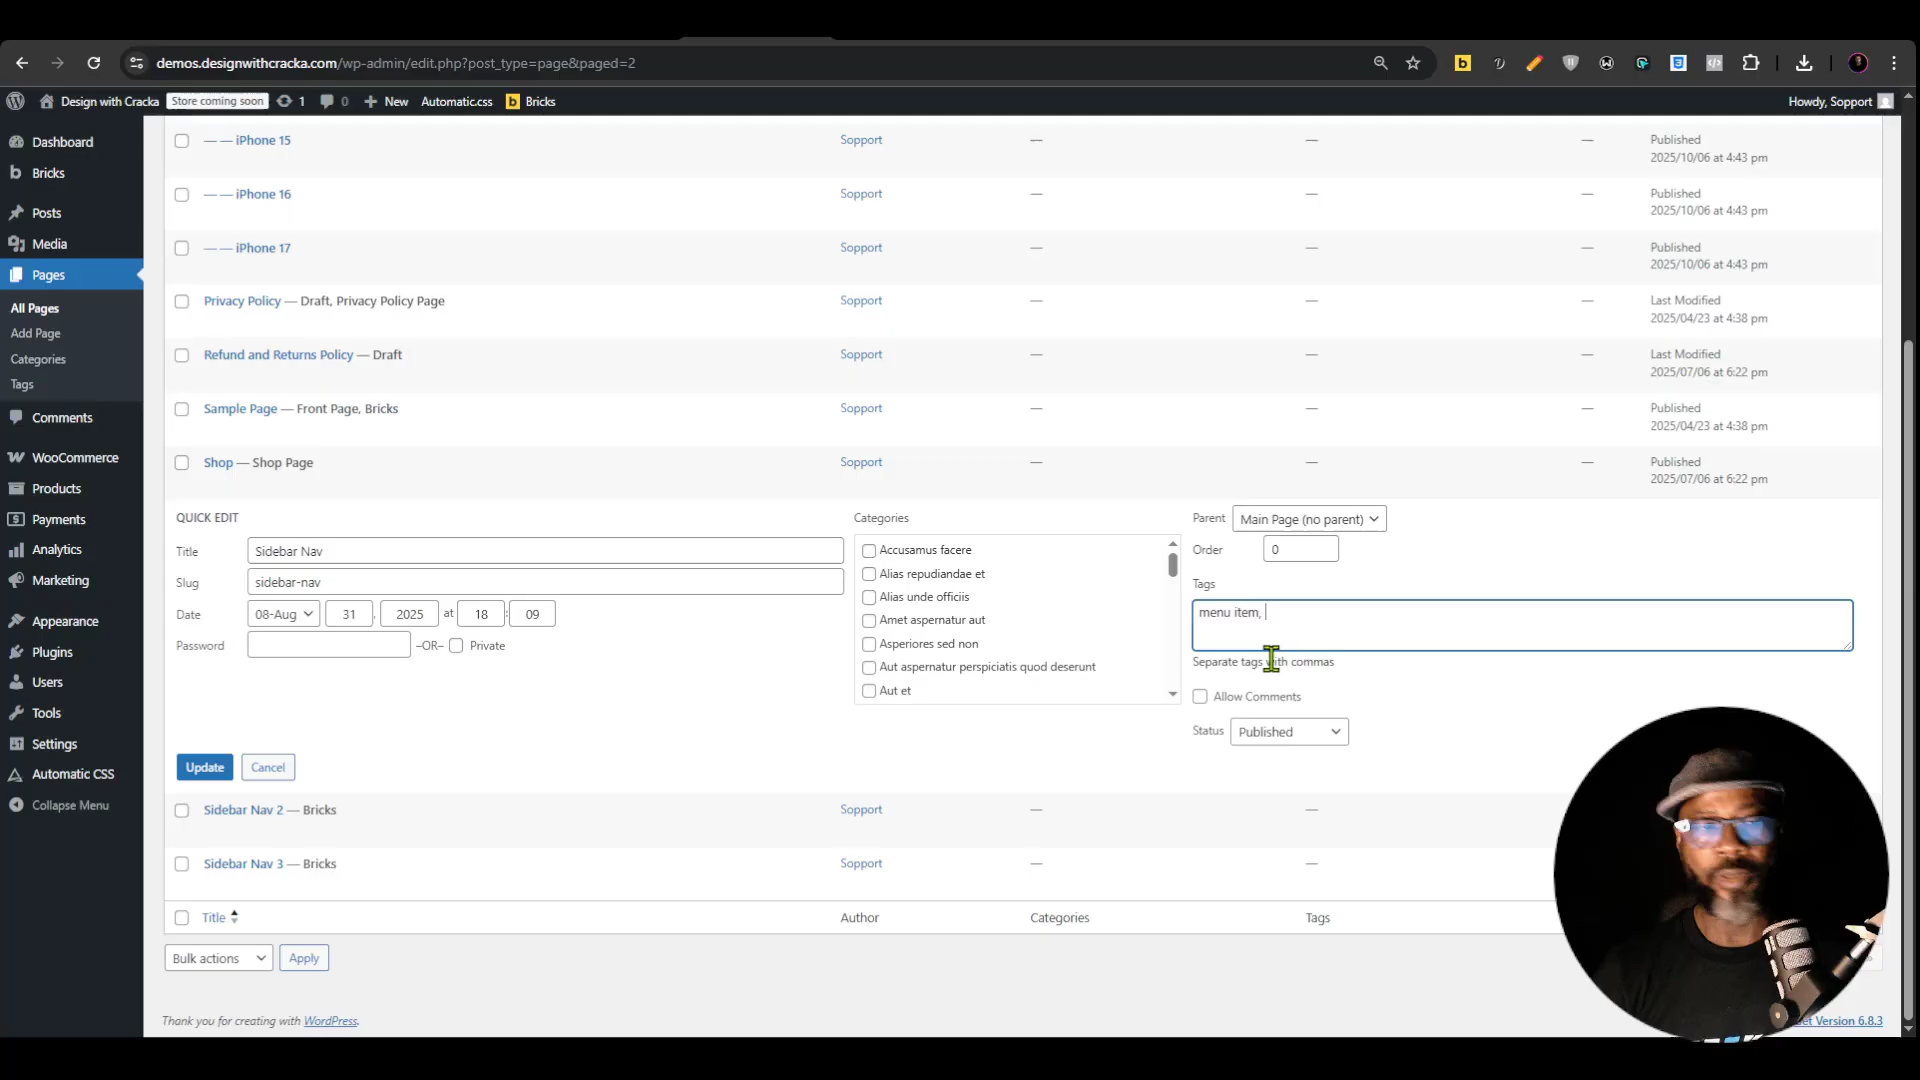 demos.designwithcracka.com/wp-admin/edit.php?post_type=page&paged=2
Design with Cracka Store coming soon 1 0 New Automatic.css Bricks Howdy, Sopport
Dashboard
Bricks
Posts
Media
Pages
All Pages
Add Page
Categories
Tags
Comments
WooCommerce
Products
Payments
Analytics
Marketing
Appearance
Plugins
Users
Tools
Settings
Automatic CSS
Collapse Menu
— — iPhone 15 Sopport — — — Published
2025/10/06 at 4:43 pm
— — iPhone 16 Sopport — — — Published
2025/10/06 at 4:43 pm
— — iPhone 17 Sopport — — — Published
2025/10/06 at 4:43 pm
Privacy Policy — Draft, Privacy Policy Page Sopport — — — Last Modified
2025/04/23 at 4:38 pm
Refund and Returns Policy — Draft Sopport — — — Last Modified
2025/07/06 at 6:22 pm
Sample Page — Front Page, Bricks Sopport — — — Published
2025/04/23 at 4:38 pm
Shop — Shop Page Sopport — — — Published
2025/07/06 at 6:22 pm
QUICK EDIT
Title Sidebar Nav
Slug sidebar-nav
Date 08-Aug 31 , 2025 at 18 : 09
Password –OR– Private
Categories
Accusamus facere
Alias repudiandae et
Alias unde officiis
Amet aspernatur aut
Asperiores sed non
Aut aspernatur perspiciatis quod deserunt
Aut et
Parent Main Page (no parent)
Order 0
Tags
menu item,
Separate tags with commas
Allow Comments
Status Published
Update Cancel
Sidebar Nav 2 — Bricks Sopport — —
Sidebar Nav 3 — Bricks Sopport — —
Title Author Categories Tags
Bulk actions Apply
Thank you for creating with WordPress.
Version 6.8.3